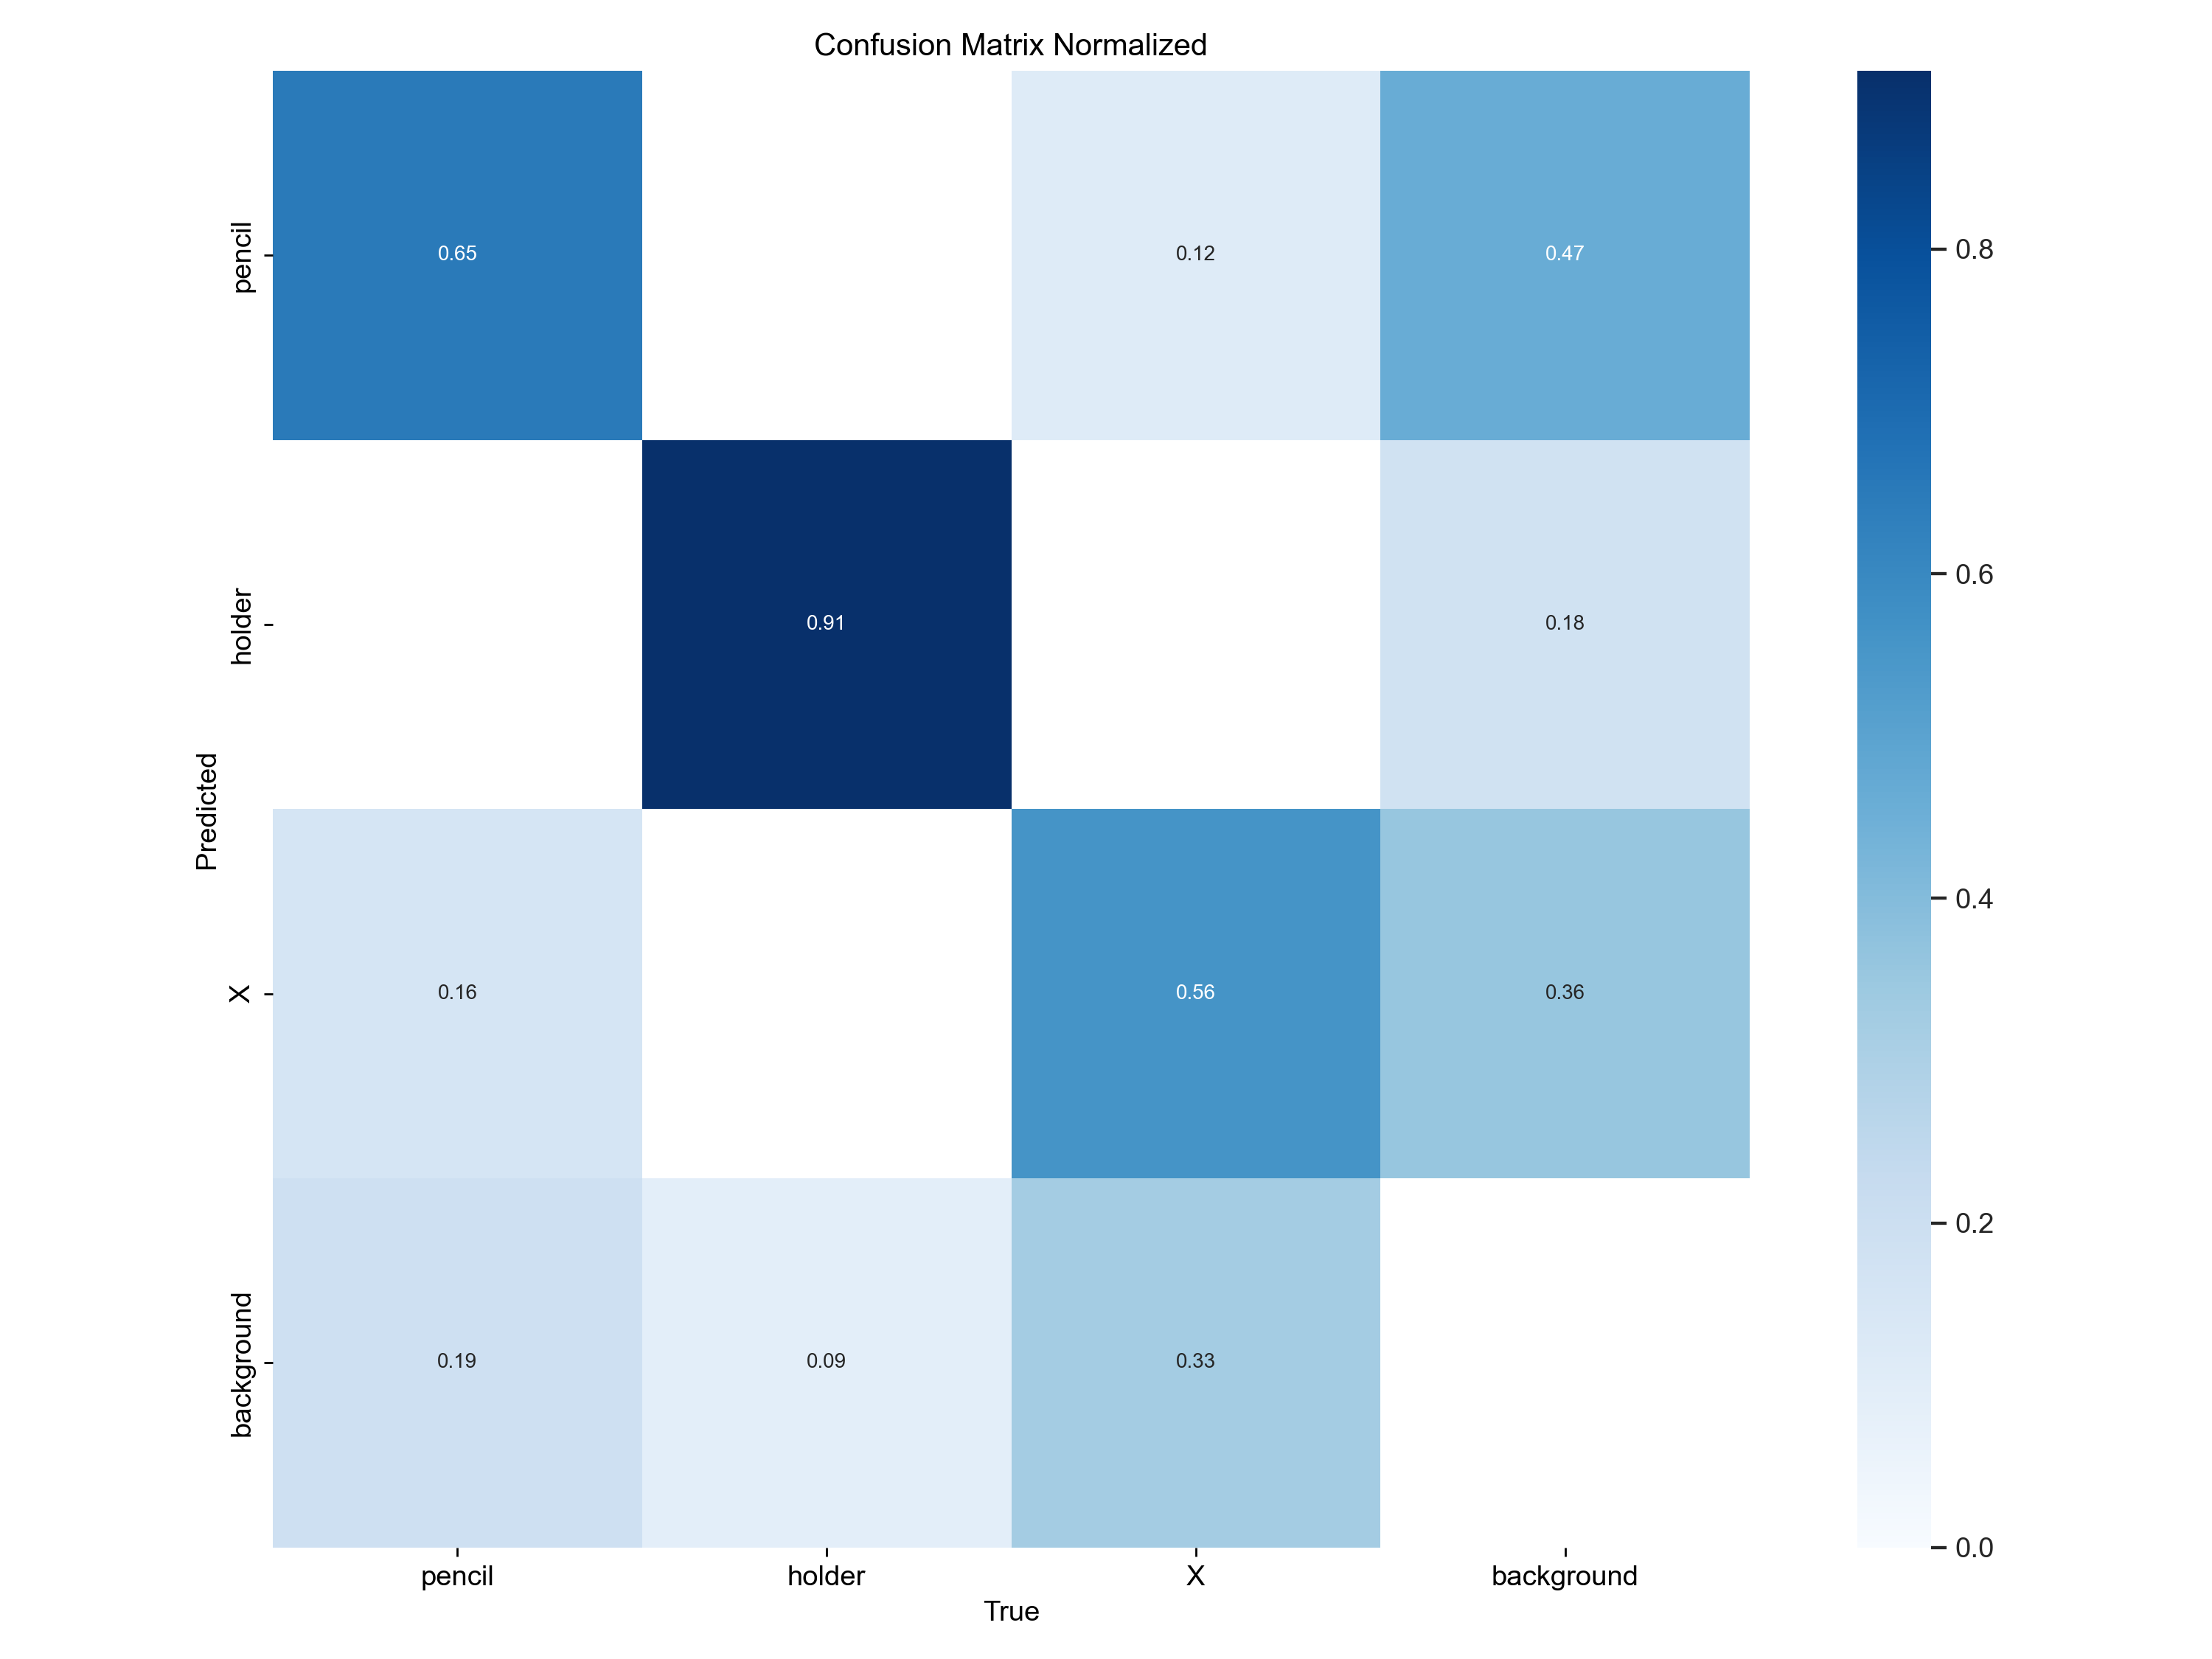 Confusion Matrix Normalized
pencil
0.65
0.12
0.47
holder
0.91
0.18
X
0.16
0.56
0.36
background
0.19
0.09
0.33
Predicted
pencil
holder
X
background
True
0.8
0.6
0.4
0.2
0.0